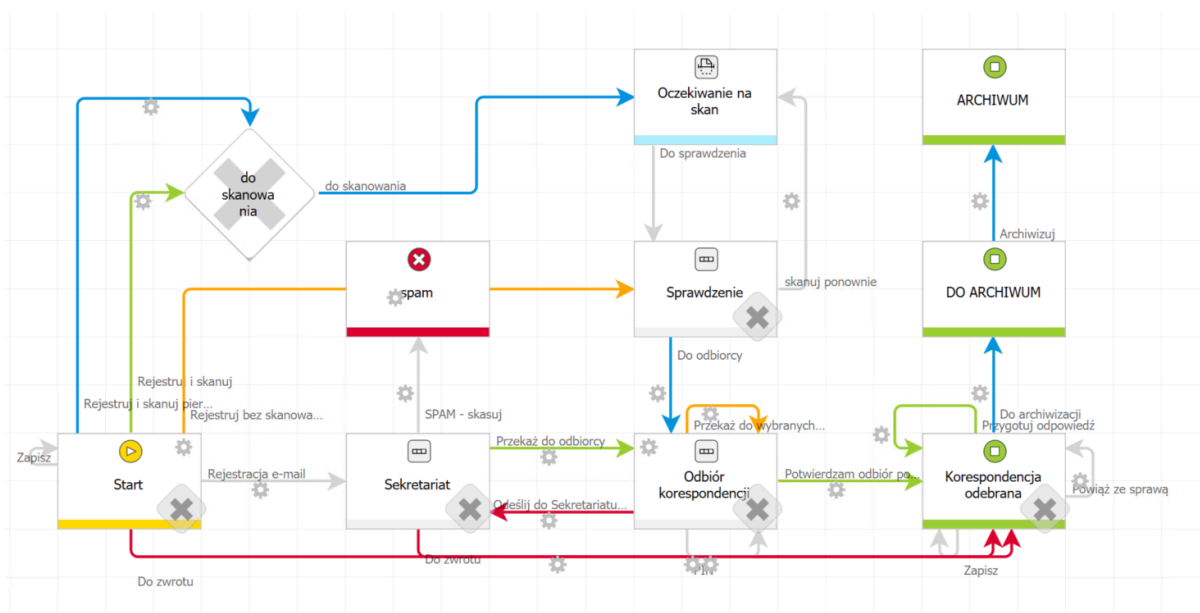 Oczekiwanie na
skan
ARCHIWUM
do
skanowa
nia
do skanowania
Do sprawdzenia
Archiwizuj
spam
Sprawdzenie
skanuj ponownie
DO ARCHIWUM
Do odbiorcy
Rejestruj i skanuj
Rejestruj i skanuj pier...
Rejestruj bez skanowa...
SPAM - skasuj
Przekaż do wybranych...
Do archiwizacji
Przygotuj odpowiedź
Zapisz
Start
Rejestracja e-mail
Sekretariat
Przekaż do odbiorcy
Odeślij do Sekretariatu...
Odbiór
korespondencji
Potwierdzam odbiór po...
Korespondencja
odebrana
Powiąż ze sprawą
Do zwrotu
Do zwrotu
PIN
Zapisz